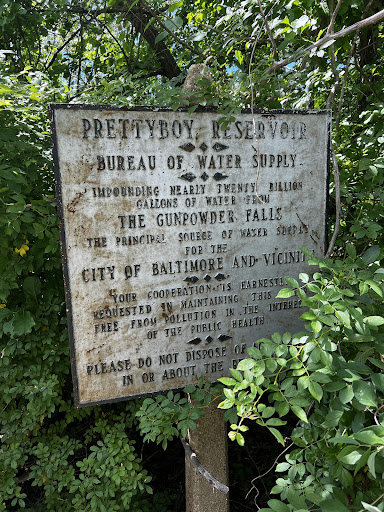 PRETTYBOY RESERVOIR
BUREAU OF WATER SUPPLY
IMPOUNDING NEARLY TWENTY BILLION
GALLONS OF WATER FROM
THE GUNPOWDER FALLS
THE PRINCIPAL SOURCE OF WATER SUPPLY
FOR THE
CITY OF BALTIMORE AND VICINITY
YOUR COOPERATION IS EARNESTLY
REQUESTED IN MAINTAINING THIS
FREE FROM POLLUTION IN THE INTEREST
OF THE PUBLIC HEALTH
PLEASE DO NOT DISPOSE OF
IN OR ABOUT THE